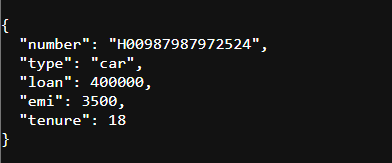 {
"number": "H00987987972524",
"type": "car",
"loan": 400000,
"emi": 3500,
"tenure": 18
}